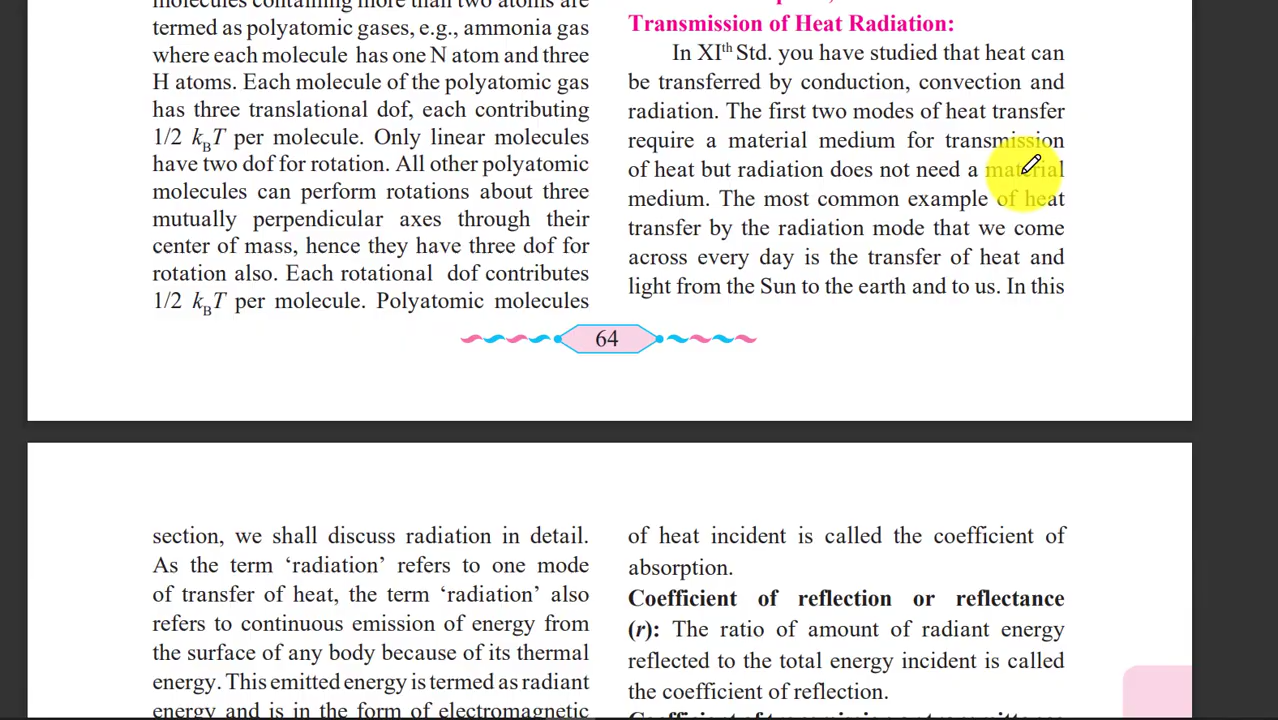 molecules containing more than two atoms are
termed as polyatomic gases, e.g., ammonia gas
where each molecule has one N atom and three
H atoms. Each molecule of the polyatomic gas
has three translational dof, each contributing
1/2 kBT per molecule. Only linear molecules
have two dof for rotation. All other polyatomic
molecules can perform rotations about three
mutually perpendicular axes through their
center of mass, hence they have three dof for
rotation also. Each rotational dof contributes
1/2 kBT per molecule. Polyatomic molecules
Transmission of Heat Radiation:
In XIth Std. you have studied that heat can
be transferred by conduction, convection and
radiation. The first two modes of heat transfer
require a material medium for transmission
of heat but radiation does not need a material
medium. The most common example of heat
transfer by the radiation mode that we come
across every day is the transfer of heat and
light from the Sun to the earth and to us. In this
64
section, we shall discuss radiation in detail.
As the term ‘radiation’ refers to one mode
of transfer of heat, the term ‘radiation’ also
refers to continuous emission of energy from
the surface of any body because of its thermal
energy. This emitted energy is termed as radiant
energy and is in the form of electromagnetic
of heat incident is called the coefficient of
absorption.
Coefficient of reflection or reflectance
(r): The ratio of amount of radiant energy
reflected to the total energy incident is called
the coefficient of reflection.